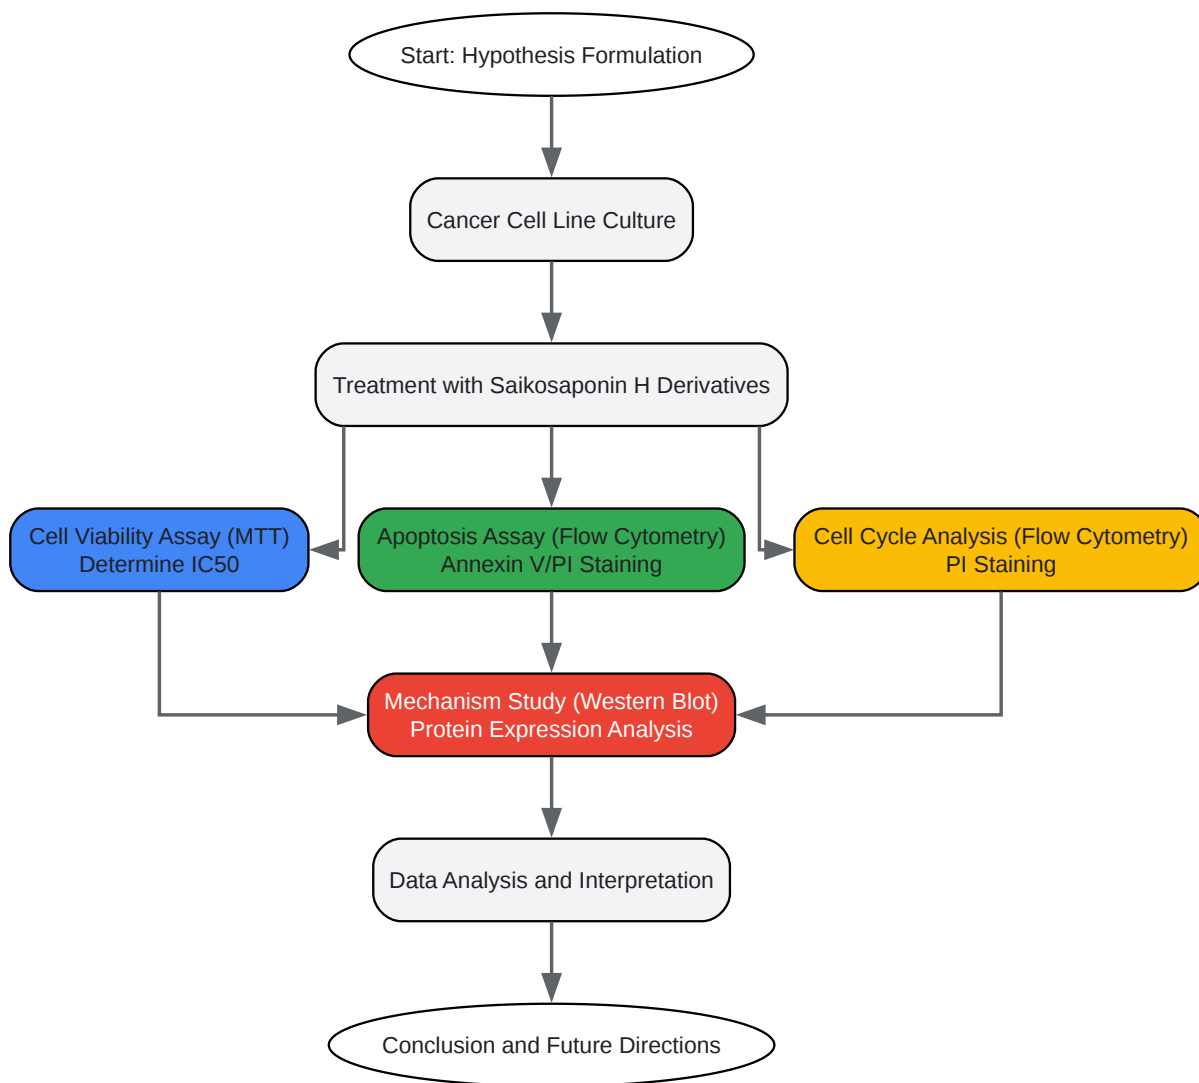 Start: Hypothesis Formulation
Cancer Cell Line Culture
Treatment with Saikosaponin H Derivatives
Cell Viability Assay (MTT)
Determine IC50
Apoptosis Assay (Flow Cytometry)
Annexin V/PI Staining
Cell Cycle Analysis (Flow Cytometry)
PI Staining
Mechanism Study (Western Blot)
Protein Expression Analysis
Data Analysis and Interpretation
Conclusion and Future Directions